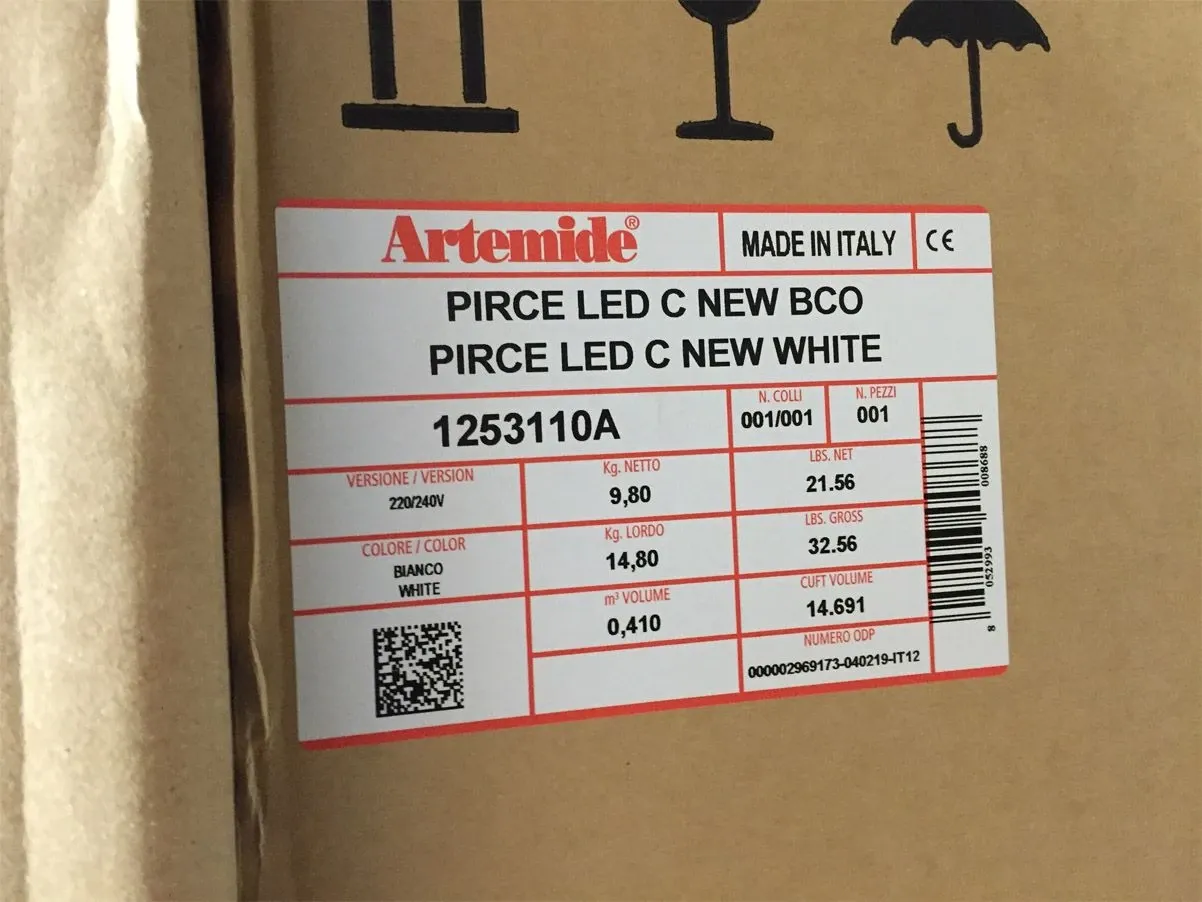 Artemide®
MADE IN ITALY
CE
PIRCE LED C NEW BCO
PIRCE LED C NEW WHITE
1253110A
N. COLLI
001/001
N. PEZZI
001
VERSIONE / VERSION
220/240V
Kg. NETTO
9,80
LBS. NET
21.56
COLORE / COLOR
BIANCO
WHITE
Kg. LORDO
14,80
LBS. GROSS
32.56
m³ VOLUME
0,410
CUFT VOLUME
14.691
NUMERO ODP
000002969173-040219-IT12
8 052993 008688